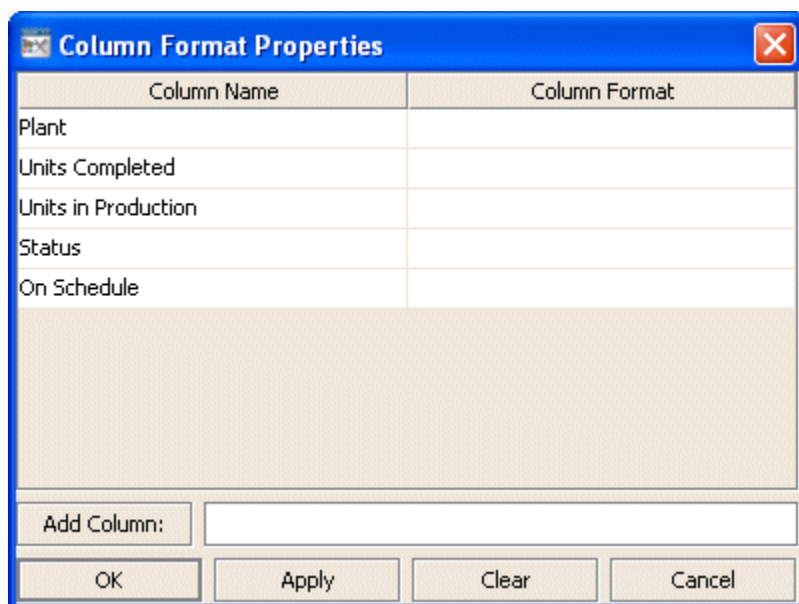 Column Format Properties
Column Name Column Format
Plant
Units Completed
Units in Production
Status
On Schedule
Add Column:
OK Apply Clear Cancel